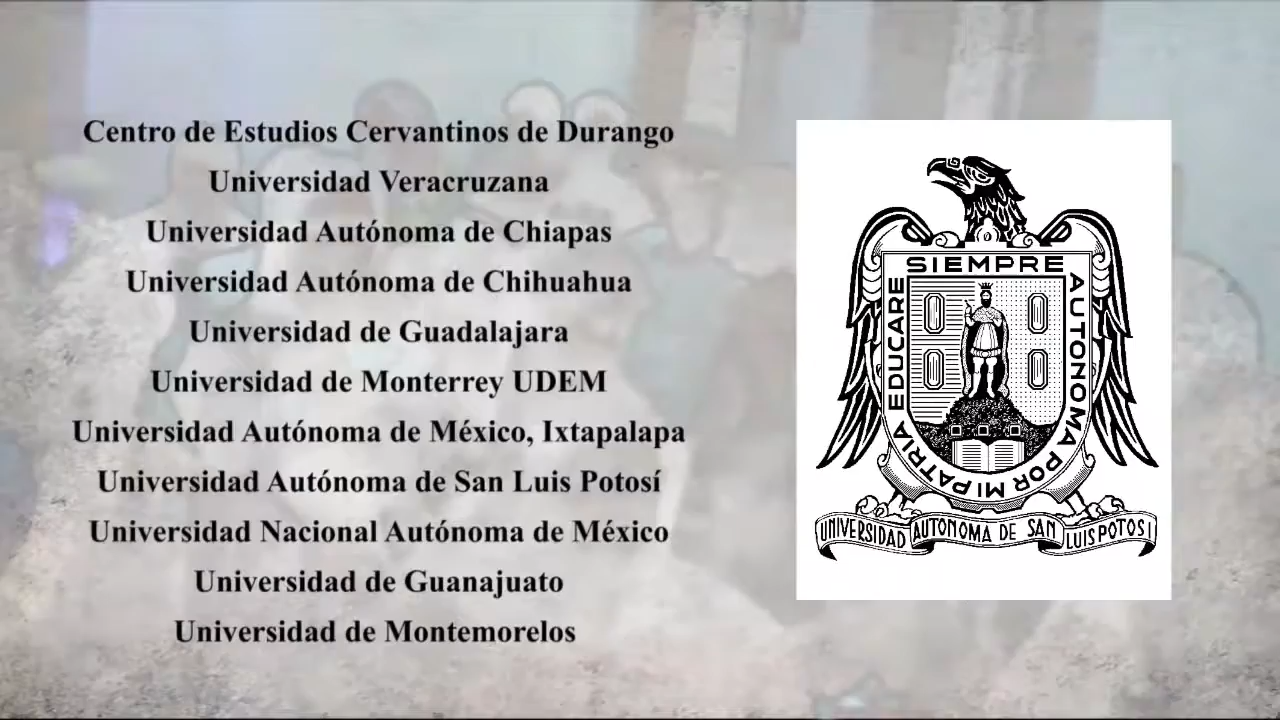 Centro de Estudios Cervantinos de Durango
Universidad Veracruzana
Universidad Autónoma de Chiapas
Universidad Autónoma de Chihuahua
Universidad de Guadalajara
Universidad de Monterrey UDEM
Universidad Autónoma de México, Ixtapalapa
Universidad Autónoma de San Luis Potosí
Universidad Nacional Autónoma de México
Universidad de Guanajuato
Universidad de Montemorelos
SIEMPRE
AUTONOMA POR MI PATRIA
EDUCARE
UNIVERSIDAD AUTONOMA DE SAN LUIS POTOSI